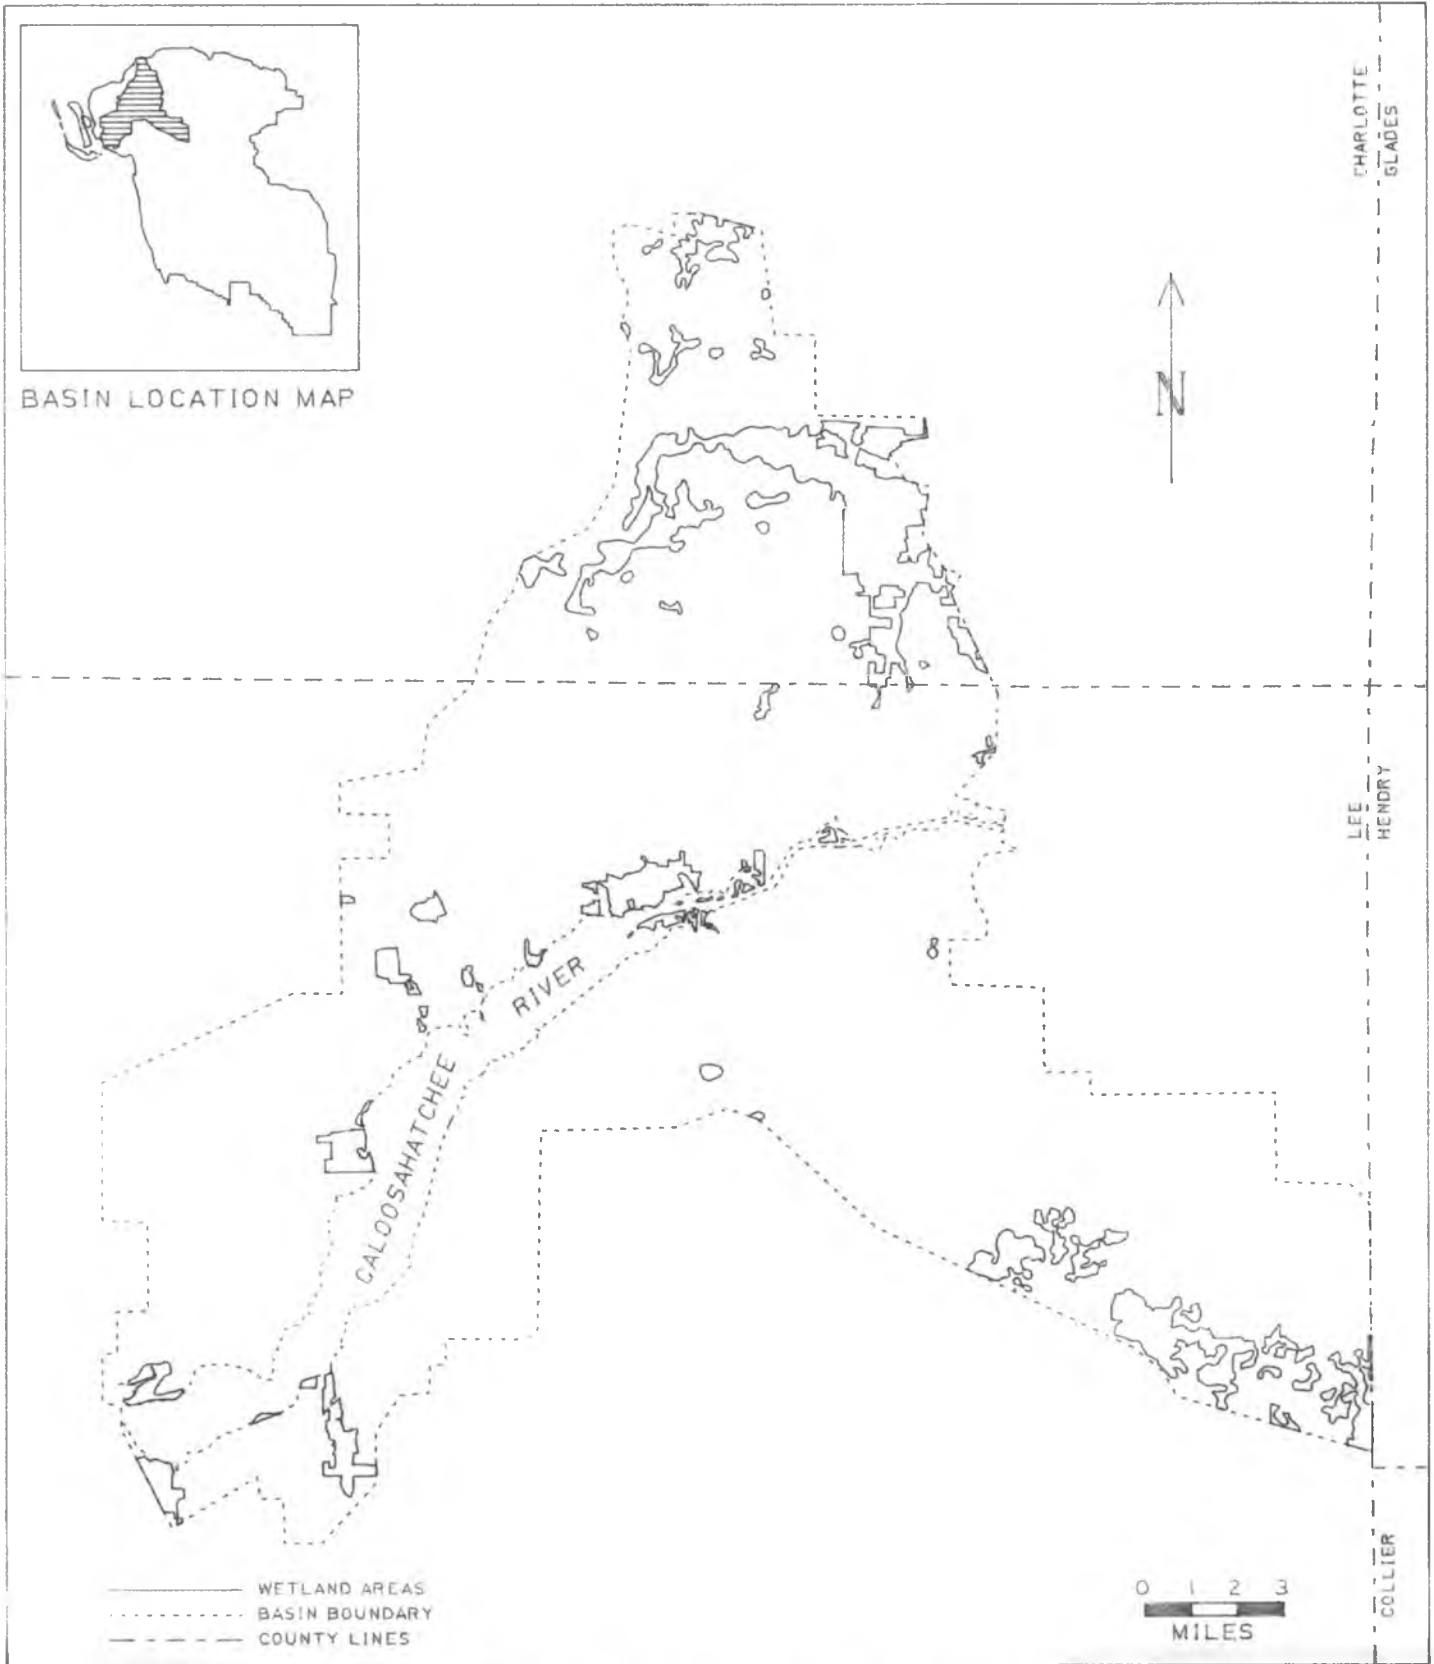 BASIN LOCATION MAP
CHARLOTTE
GLADES
N
LEE
HENDRY
RIVER
CALOOSAHATCHEE
WETLAND AREAS
BASIN BOUNDARY
COUNTY LINES
0 1 2 3
MILES
COLLIER